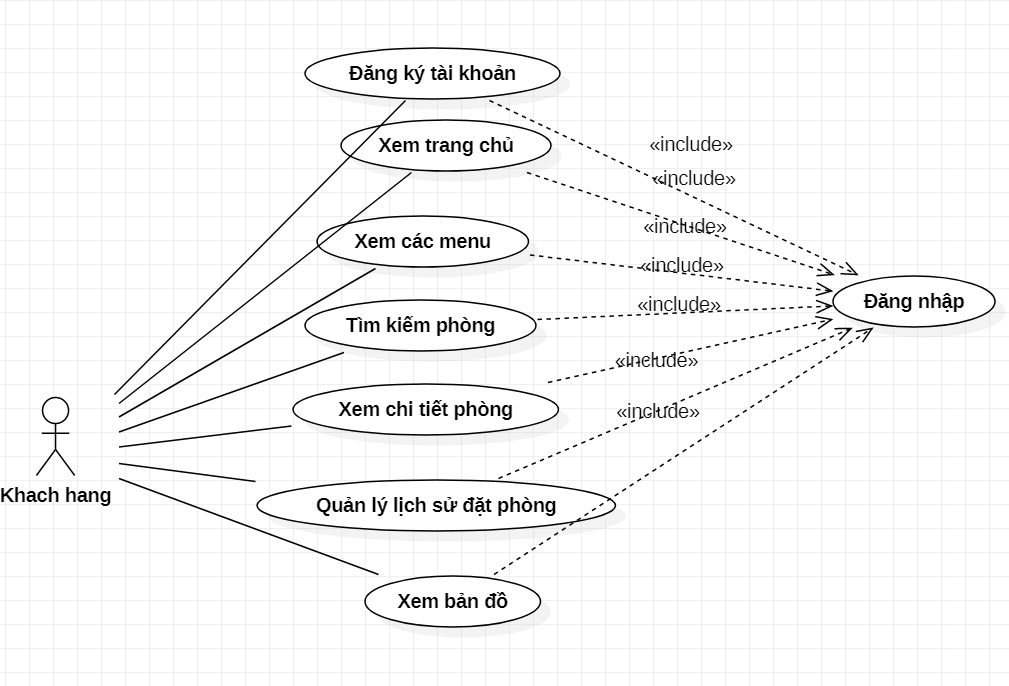 Đăng ký tài khoản
Xem trang chủ
«include»
«include»
Xem các menu
«include»
«include»
Đăng nhập
«include»
Tìm kiếm phòng
«include»
Xem chi tiết phòng
«include»
Khach hang
Quản lý lịch sử đặt phòng
Xem bản đồ